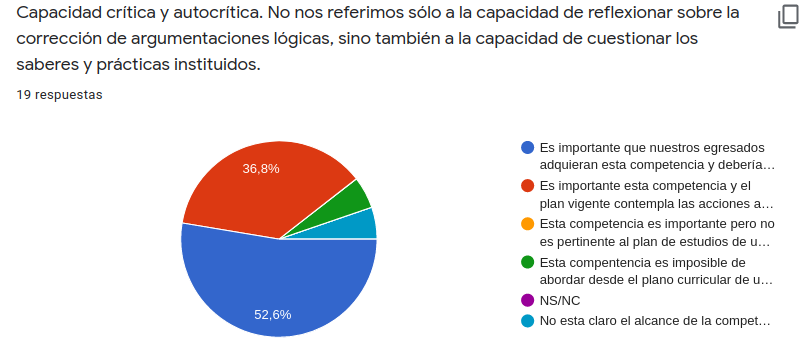 Capacidad crítica y autocrítica. No nos referimos sólo a la capacidad de reflexionar sobre la
corrección de argumentaciones lógicas, sino también a la capacidad de cuestionar los
saberes y prácticas instituidos.
19 respuestas
36,8%
52,6%
Es importante que nuestros egresados
adquieran esta competencia y debería…
Es importante esta competencia y el
plan vigente contempla las acciones a…
Esta competencia es importante pero no
es pertinente al plan de estudios de u…
Esta compentencia es imposible de
abordar desde el plano curricular de u…
NS/NC
No esta claro el alcance de la compet…